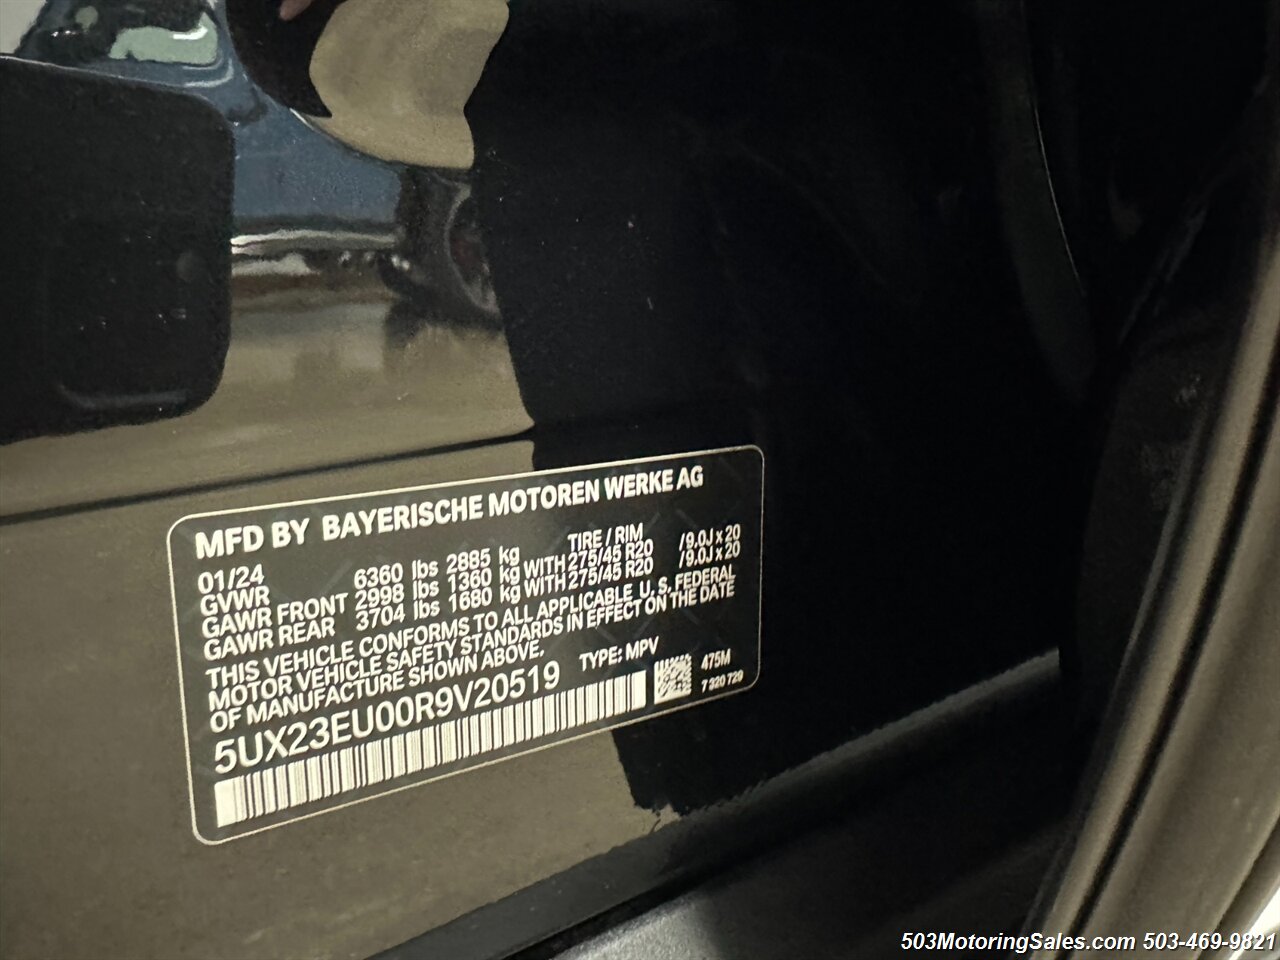 MFD BY BAYERISCHE MOTOREN WERKE AG
01/24 TIRE / RIM
GVWR 6360 lbs 2885 kg
GAWR FRONT 2998 lbs 1360 kg WITH 275/45 R20 /9.0J x 20
GAWR REAR 3704 lbs 1680 kg WITH 275/45 R20 /9.0J x 20
THIS VEHICLE CONFORMS TO ALL APPLICABLE U.S. FEDERAL
MOTOR VEHICLE SAFETY STANDARDS IN EFFECT ON THE DATE
OF MANUFACTURE SHOWN ABOVE.
5UX23EU00R9V20519 TYPE: MPV
475M
7 320 729
503MotoringSales.com 503-469-9821